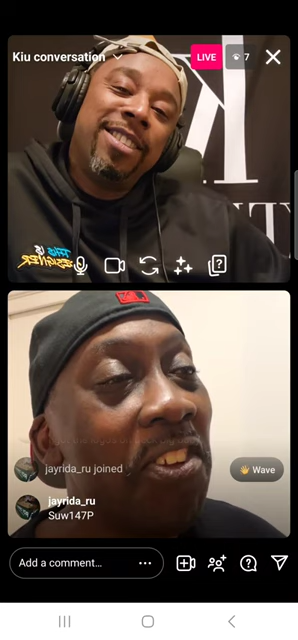 Kiu conversation
LIVE
7
jayrida_ru joined
Wave
jayrida_ru
Suw147P
Add a comment...